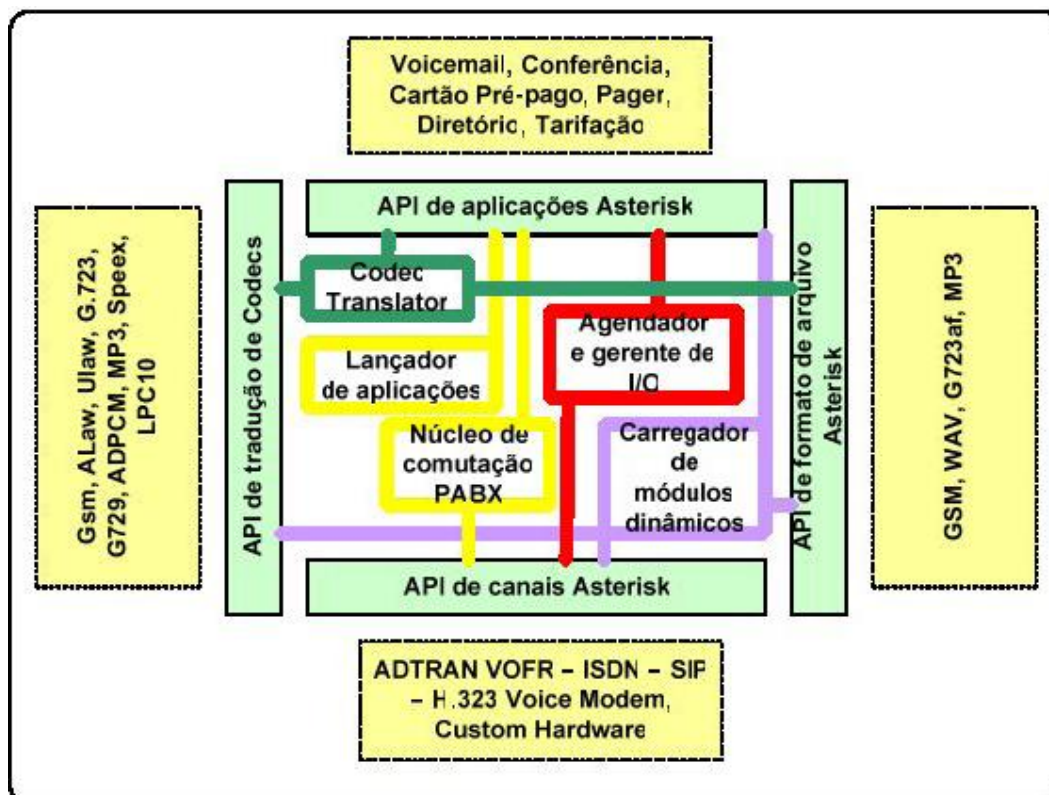 Voicemail, Conferência,
Cartão Pré-pago, Pager,
Diretório, Tarifação
API de aplicações Asterisk
Gsm, ALaw, Ulaw, G.723,
G729, ADPCM, MP3, Speex,
LPC10
API de tradução de Codecs
Codec
Translator
Lançador
de aplicações
Agendador
e gerente de
I/O
Núcleo de
comutação
PABX
Carregador
de
módulos
dinâmicos
API de formato de arquivo
Asterisk
GSM, WAV, G723af, MP3
API de canais Asterisk
ADTRAN VOFR – ISDN – SIP
– H.323 Voice Modem,
Custom Hardware